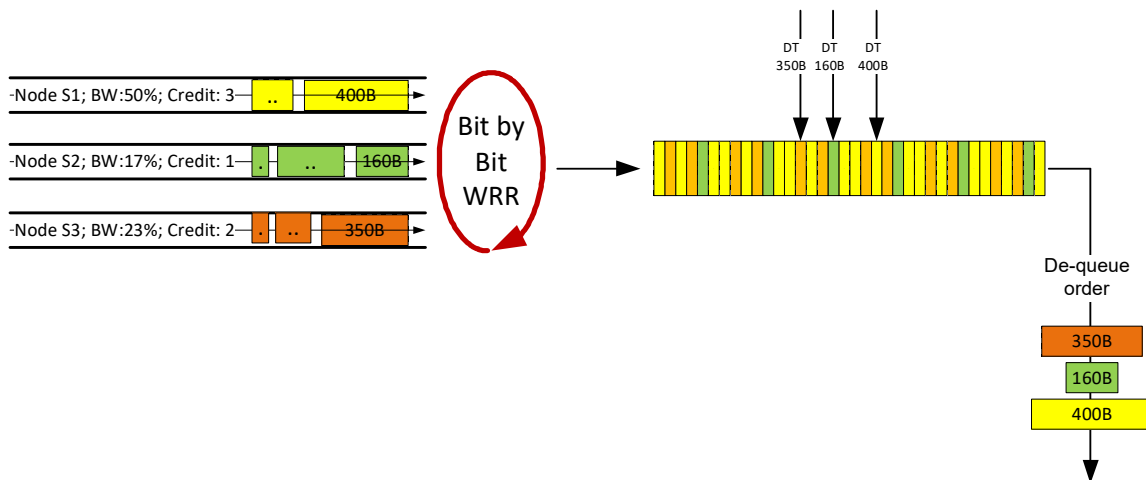 Node S1; BW:50%; Credit: 3
..
400B
Node S2; BW:17%; Credit: 1
.
..
160B
Node S3; BW:23%; Credit: 2
.
..
350B
Bit by
Bit
WRR
DT
350B
DT
160B
DT
400B
De-queue
order
350B
160B
400B